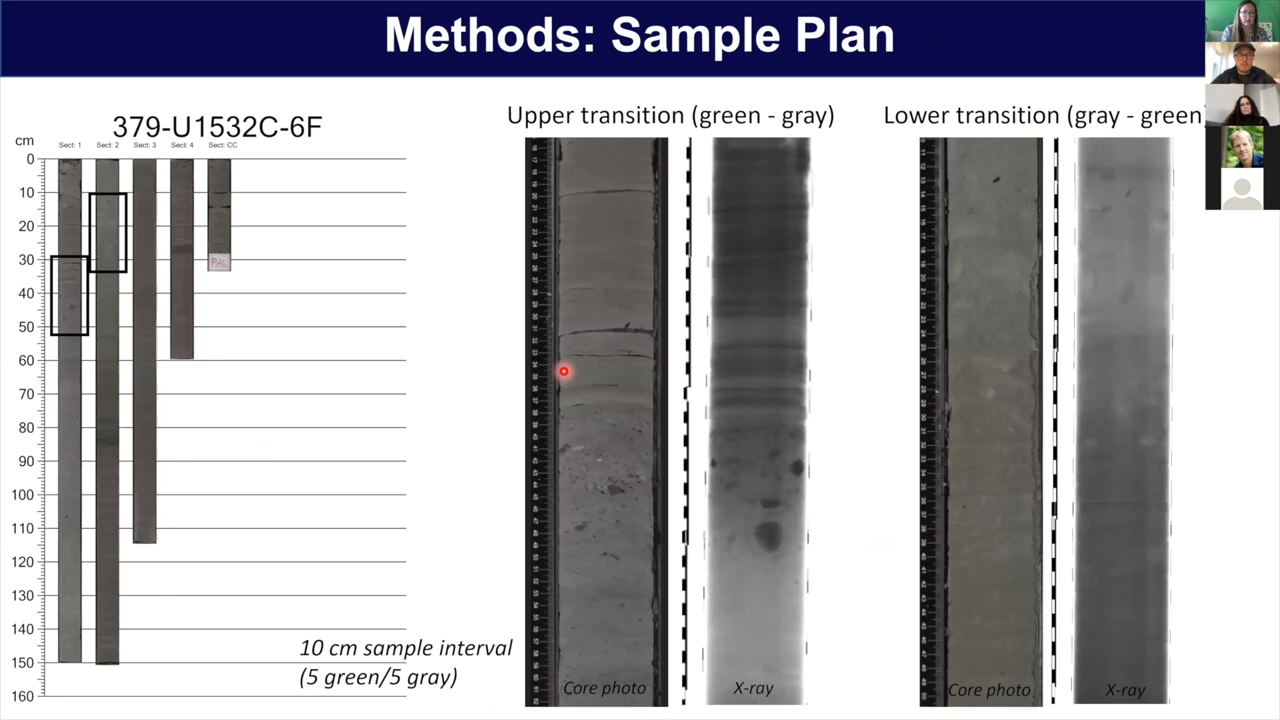 Methods: Sample Plan
379-U1532C-6F
cm
Sect: 1 Sect: 2 Sect: 3 Sect: 4 Sect: CC
0
10
20
30
40
50
60
70
80
90
100
110
120
130
140
150
160
PAL
10 cm sample interval
(5 green/5 gray)
Upper transition (green - gray)
Core photo
X-ray
Lower transition (gray - green
Core photo
X-ray